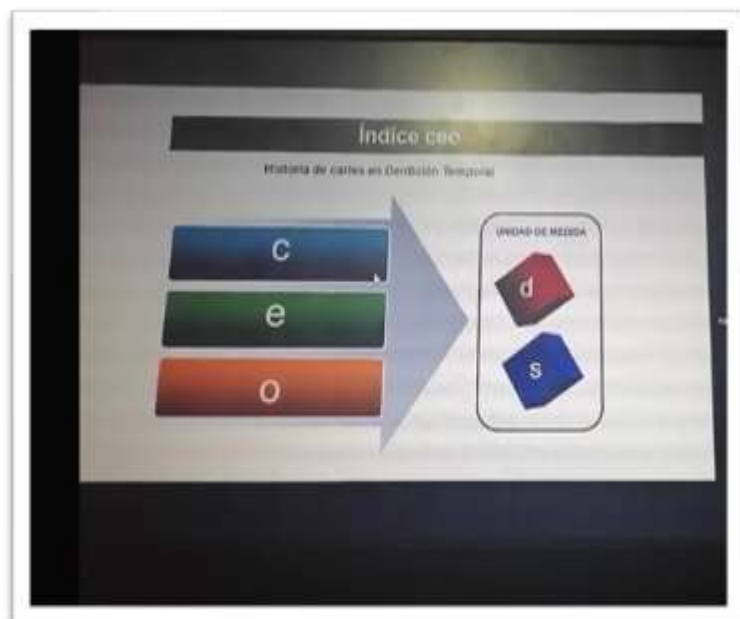 Índice ceo
Historia de caries en Dentición Temporal
UNIDAD DE MEDIDA
c
e
o
d
s